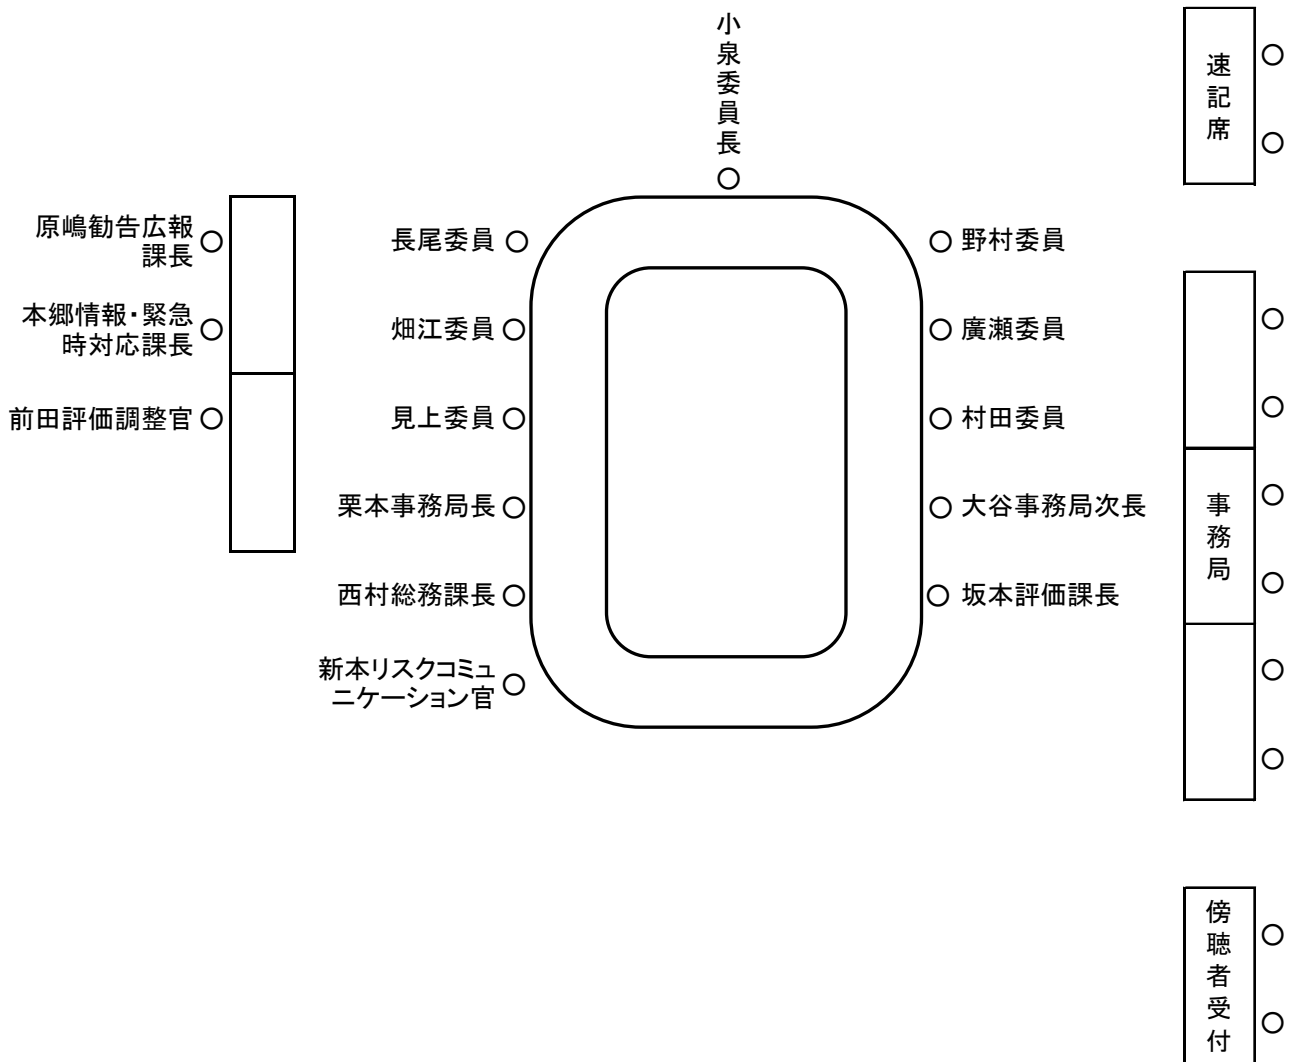 小泉委員長
速記席
原嶋勧告広報
課長
本郷情報・緊急
時対応課長
前田評価調整官
長尾委員
畑江委員
見上委員
栗本事務局長
西村総務課長
新本リスクコミュ
ニケーション官
野村委員
廣瀬委員
村田委員
大谷事務局次長
坂本評価課長
事務局
傍聴者受付